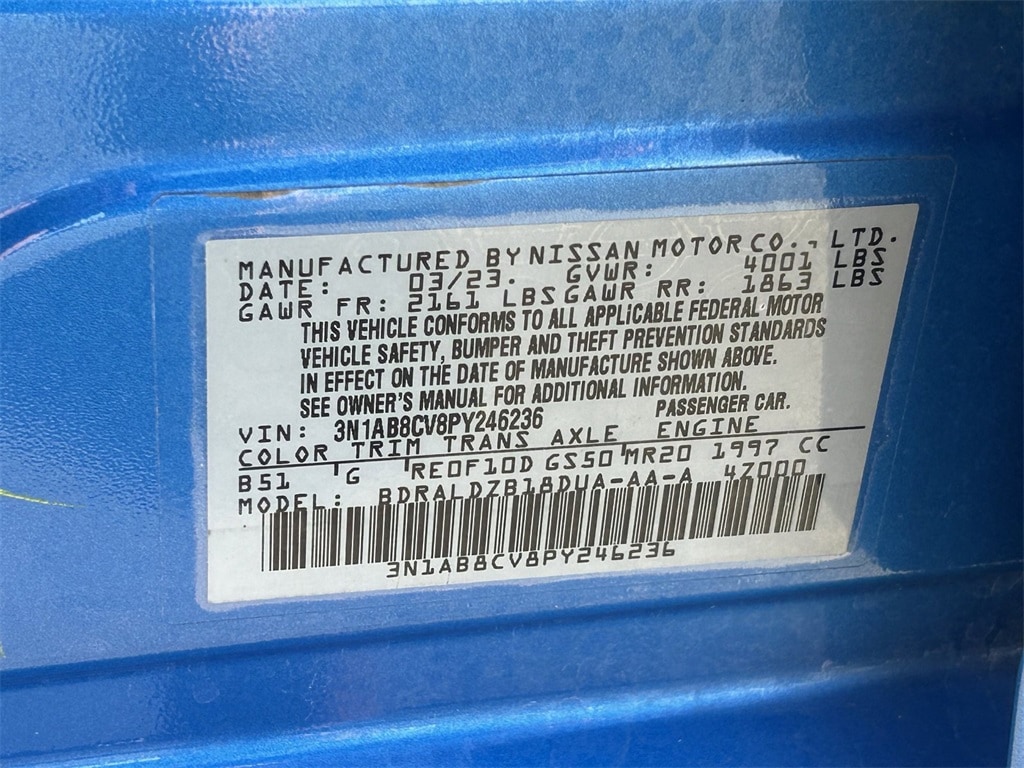 MANUFACTURED BY NISSAN MOTOR CO., LTD.
DATE: 03/23. GVWR: 4001 LBS
GAWR FR: 2161 LBS GAWR RR: 1863 LBS
THIS VEHICLE CONFORMS TO ALL APPLICABLE FEDERAL MOTOR
VEHICLE SAFETY, BUMPER AND THEFT PREVENTION STANDARDS
IN EFFECT ON THE DATE OF MANUFACTURE SHOWN ABOVE.
SEE OWNER'S MANUAL FOR ADDITIONAL INFORMATION.
VIN: 3N1AB8CV8PY246236 PASSENGER CAR.
COLOR TRIM TRANS AXLE ENGINE
B51 G RE0F10D GS50 MR20 1997 CC
MODEL: BDRALDZB18DUA-AA-A 4Z000
3N1AB8CV8PY246236